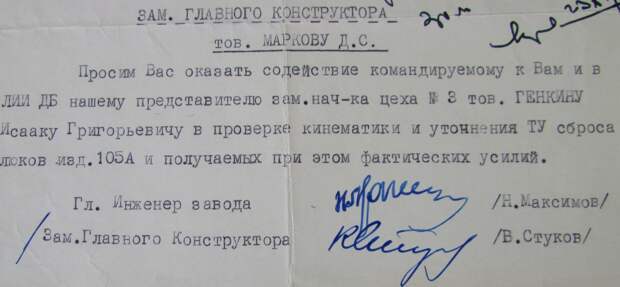 ЗАМ. ГЛАВНОГО КОНСТРУКТОРА
тов. МАРКОВУ Д.С.
Просим Вас оказать содействие командируемому к Вам и в
ЛИИ ДБ нашему представителю зам.нач-ка цеха № 3 тов. ГЕНКИНУ
Исааку Григорьевичу в проверке кинематики и уточнения ТУ сброса
люков изд.105А и получаемых при этом фактических усилий.
Гл. Инженер завода /Н.Максимов/
Зам.Главного Конструктора /В.Стуков/